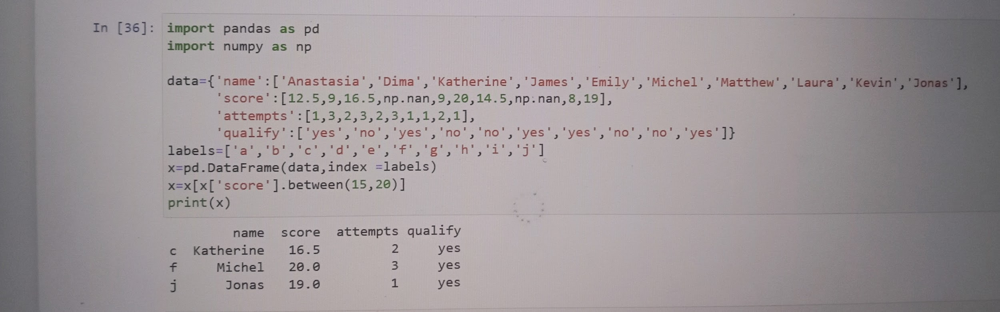 In [36]: import pandas as pd
import numpy as np
data={'name':['Anastasia','Dima','Katherine','James','Emily','Michel','Matthew','Laura','Kevin','Jonas'],
'score':[12.5,9,16.5,np.nan,9,20,14.5,np.nan,8,19],
'attempts':[1,3,2,3,2,3,1,1,2,1],
'qualify':['yes','no','yes','no','no','yes','yes','no','no','yes']}
labels=['a','b','c','d','e','f','g','h','i','j']
x=pd.DataFrame(data,index =labels)
x=x[x['score'].between(15,20)]
print(x)
name score attempts qualify
c Katherine 16.5 2 yes
f Michel 20.0 3 yes
j Jonas 19.0 1 yes